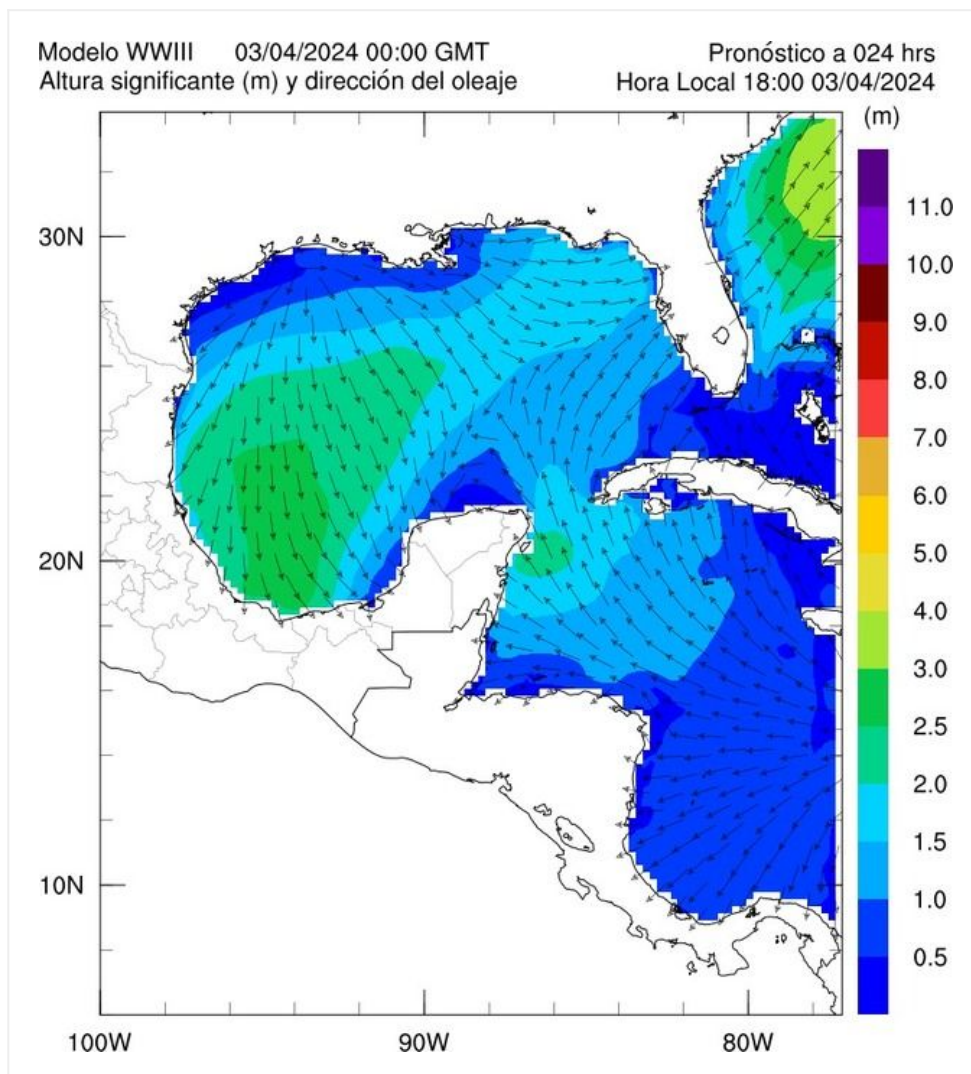 Modelo WWIII 03/04/2024 00:00 GMT
Pronóstico a 024 hrs
Altura significante (m) y dirección del oleaje
Hora Local 18:00 03/04/2024
(m)
11.0
10.0
9.0
8.0
7.0
6.0
5.0
4.0
3.0
2.5
2.0
1.5
1.0
0.5
30N
20N
10N
100W
90W
80W